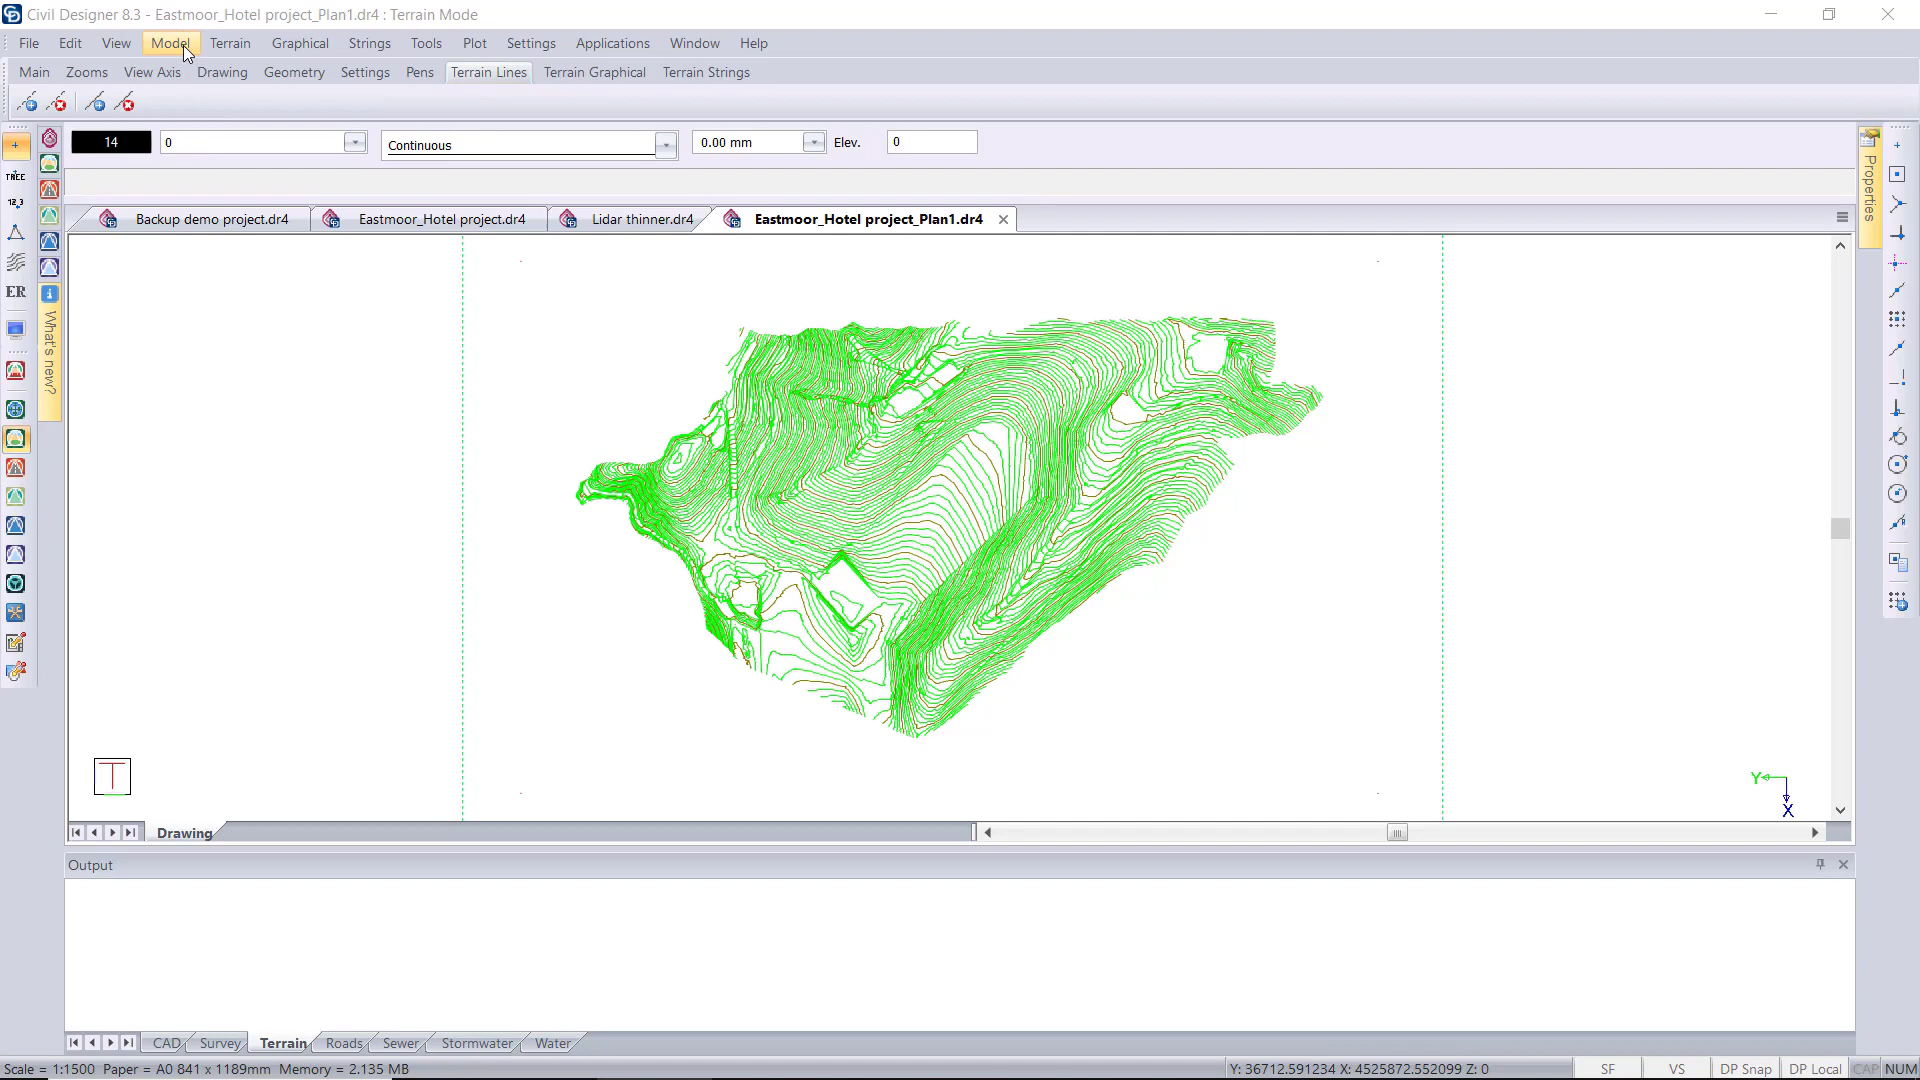 Civil Designer 8.3 - Eastmoor_Hotel project_Plan1.dr4 : Terrain Mode
File Edit View Model Terrain Graphical Strings Tools Plot Settings Applications Window Help
Main Zooms View Axis Drawing Geometry Settings Pens Terrain Lines Terrain Graphical Terrain Strings
14 0 Continuous 0.00 mm Elev. 0
Properties
TREE
12.3
ER
What's new?
Backup demo project.dr4 Eastmoor_Hotel project.dr4 Lidar thinner.dr4 Eastmoor_Hotel project_Plan1.dr4
T
Y
X
Drawing
Output
CAD Survey Terrain Roads Sewer Stormwater Water
Scale = 1:1500 Paper = A0 841 x 1189mm Memory = 2.135 MB Y: 36712.591234 X: 4525872.552099 Z: 0 SF VS DP Snap DP Local CAP NUM